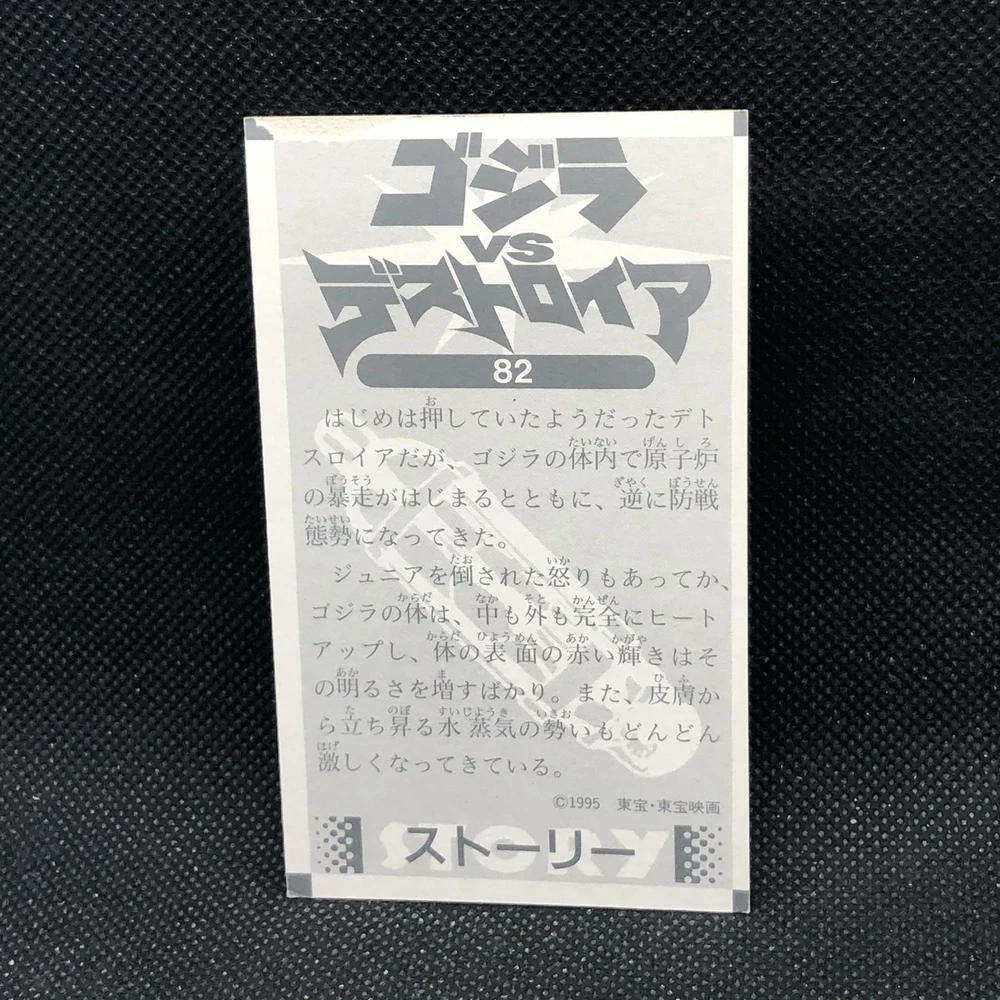 ゴジラ
VS
デストロイア
82
はじめは押していたようだったデト
スロイアだが、ゴジラの体内で原子炉
の暴走がはじまるとともに、逆に防戦
態勢になってきた。
ジュニアを倒された怒りもあってか、
ゴジラの体は、中も外も完全にヒート
アップし、体の表面の赤い輝きはそ
の明るさを増すばかり。また、皮膚か
ら立ち昇る水蒸気の勢いもどんどん
激しくなってきている。
©1995 東宝・東宝映画
STORY
ストーリー